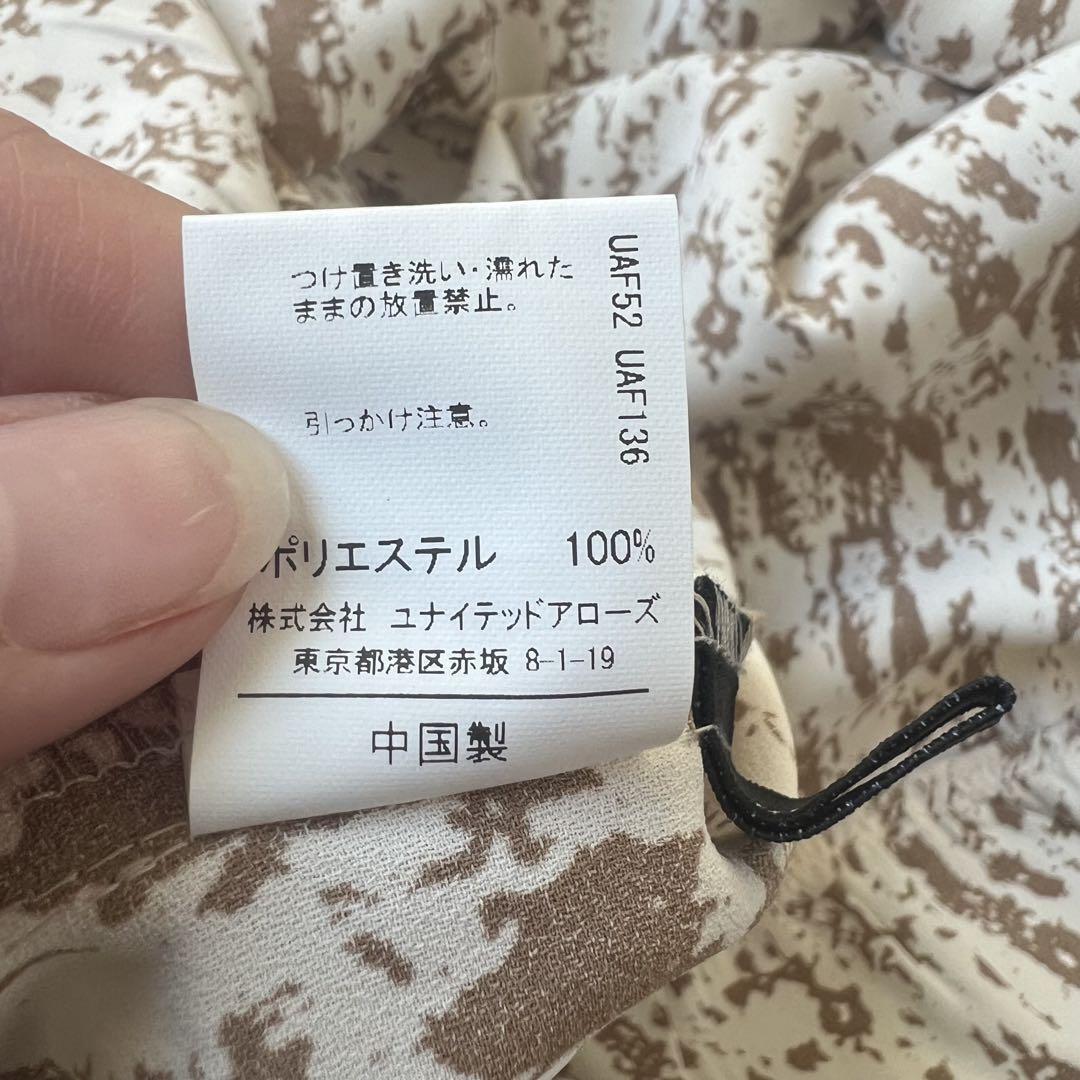 つけ置き洗い・濡れた
ままの放置禁止。
引っかけ注意。
UAF52 UAF136
ポリエステル 100%
株式会社 ユナイテッドアローズ
東京都港区赤坂 8-1-19
中国製